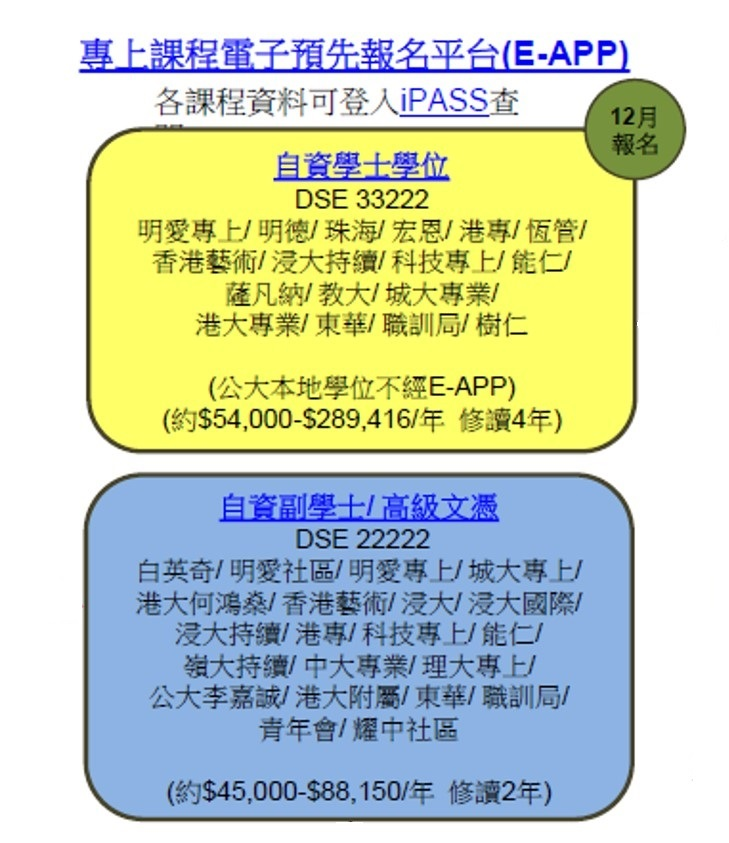 專上課程電子預先報名平台(E-APP)
各課程資料可登入iPASS查
12月
報名
自資學士學位
DSE 33222
明愛專上/ 明德/ 珠海/ 宏恩/ 港專/ 恆管/
香港藝術/ 浸大持續/ 科技專上/ 能仁/
薩凡納/ 教大/ 城大專業/
港大專業/ 東華/ 職訓局/ 樹仁
(公大本地學位不經E-APP)
(約$54,000-$289,416/年 修讀4年)
自資副學士/ 高級文憑
DSE 22222
白英奇/ 明愛社區/ 明愛專上/ 城大專上/
港大何鴻燊/ 香港藝術/ 浸大/ 浸大國際/
浸大持續/ 港專/ 科技專上/ 能仁/
嶺大持續/ 中大專業/ 理大專上/
公大李嘉誠/ 港大附屬/ 東華/ 職訓局/
青年會/ 耀中社區
(約$45,000-$88,150/年 修讀2年)